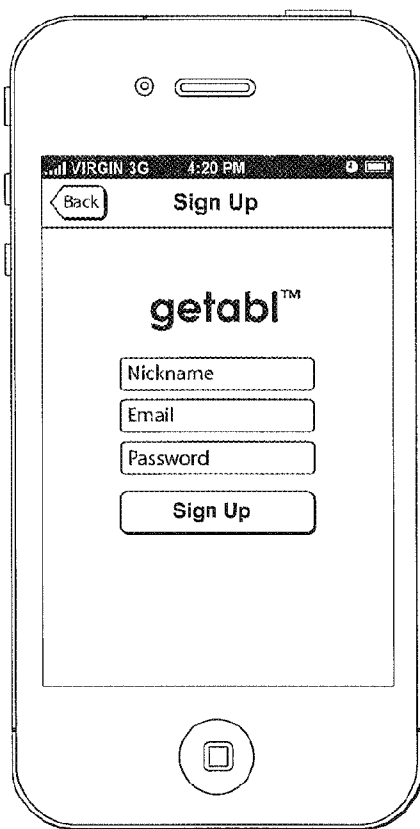 VIRGIN 3G 4:20 PM
Back Sign Up
getabl™
Nickname
Email
Password
Sign Up